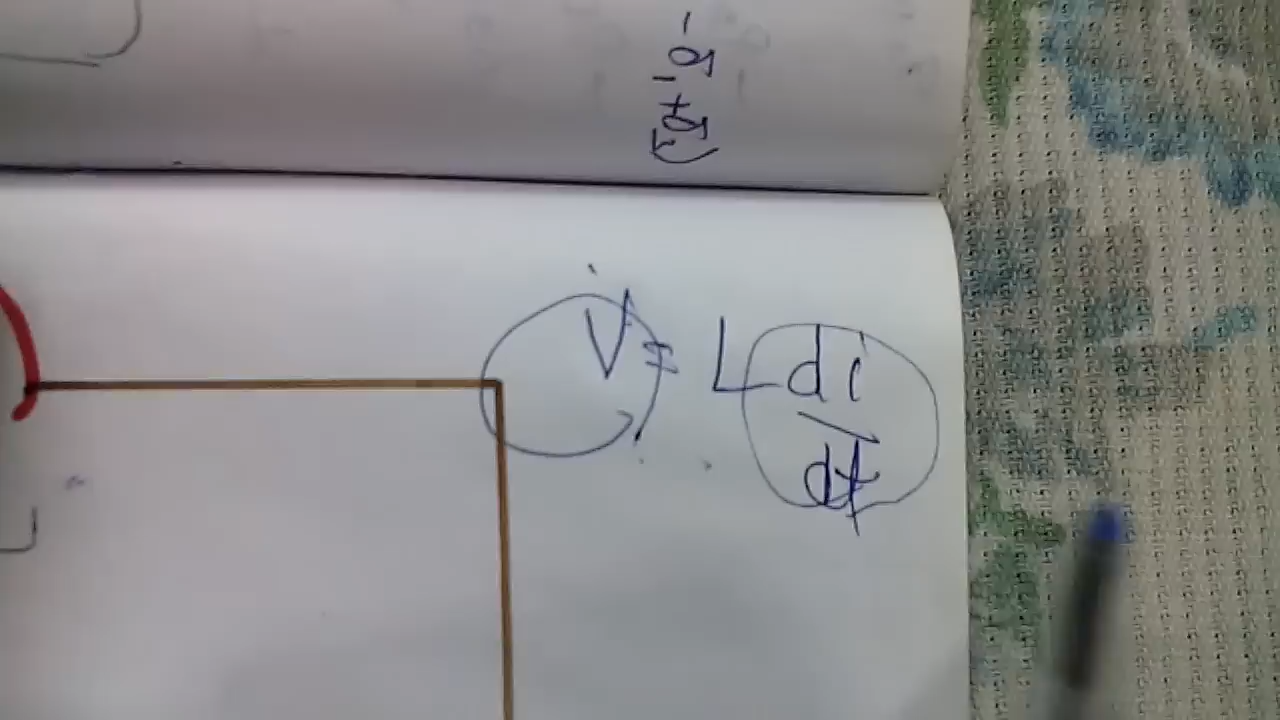 V = L di/dt